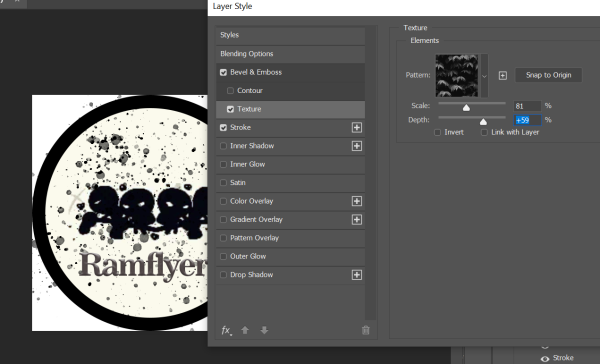 Layer Style
Styles
Blending Options
Bevel & Emboss
Contour
Texture
Stroke
Inner Shadow
Inner Glow
Satin
Color Overlay
Gradient Overlay
Pattern Overlay
Outer Glow
Drop Shadow
fx
Texture
Elements
Pattern:
Snap to Origin
Scale: 81 %
Depth: +59 %
Invert Link with Layer
Ramflyer
Stroke